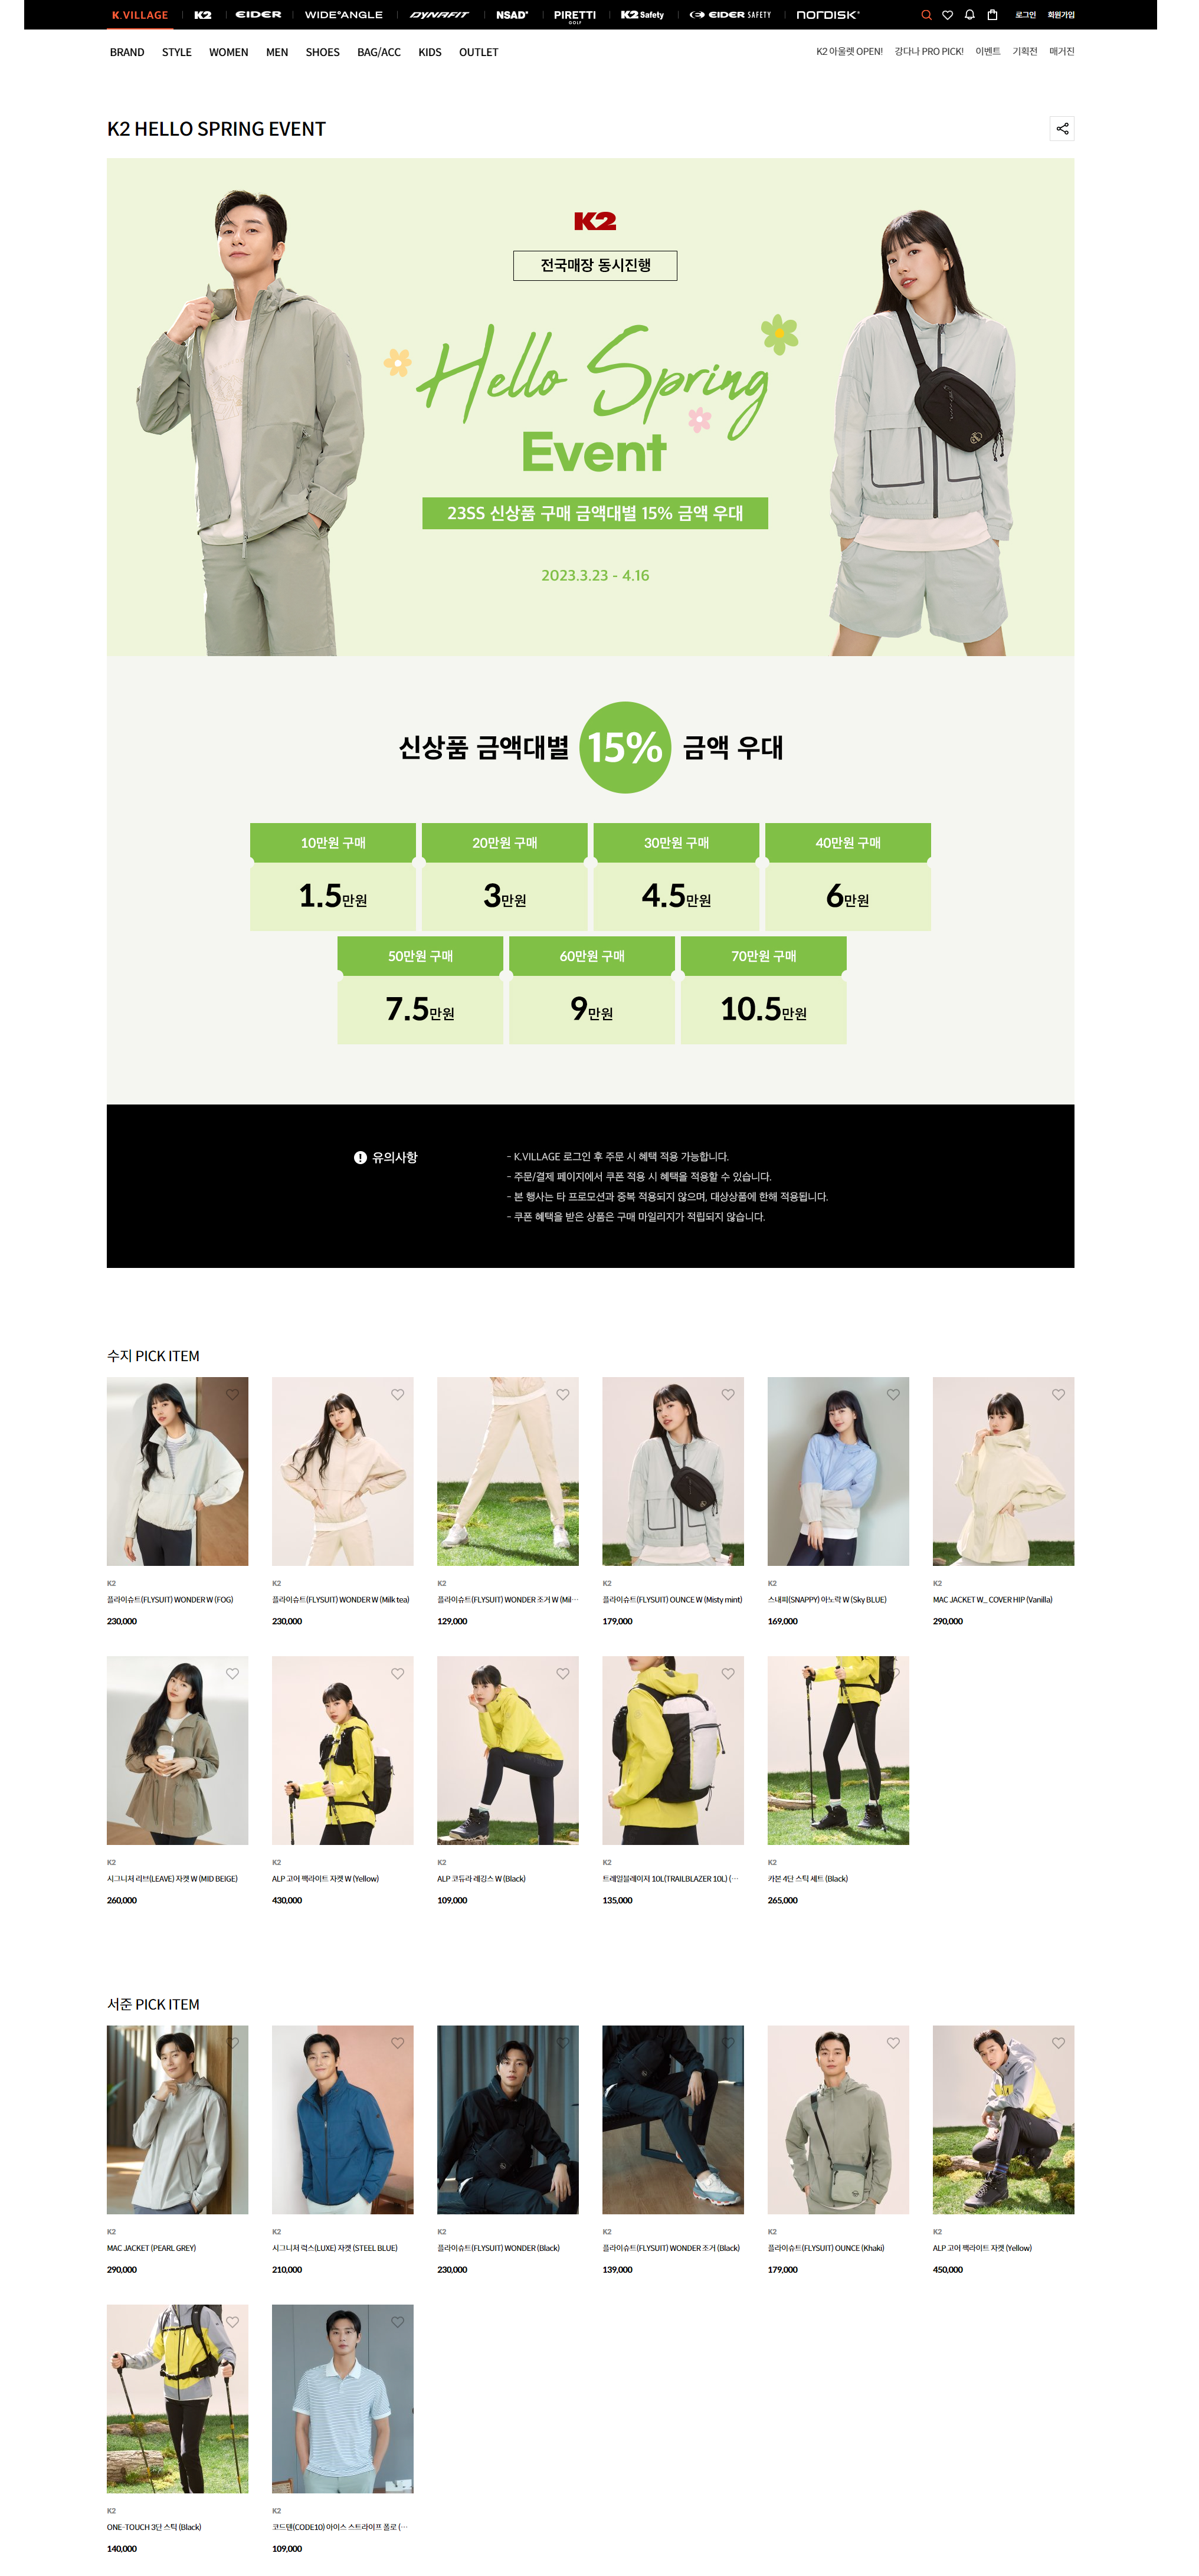 K.VILLAGE K2 EIDER WIDE°ANGLE DYNAFIT NSAD° PIRETTI GOLF K2 Safety EIDER SAFETY NORDISK 로그인 회원가입
BRAND STYLE WOMEN MEN SHOES BAG/ACC KIDS OUTLET K2 아울렛 OPEN! 강다나 PRO PICK! 이벤트 기획전 매거진
K2 HELLO SPRING EVENT
K2
전국매장 동시진행
Hello Spring
Event
23SS 신상품 구매 금액대별 15% 금액 우대
2023.3.23 - 4.16
신상품 금액대별 15% 금액 우대
10만원 구매 20만원 구매 30만원 구매 40만원 구매
1.5만원 3만원 4.5만원 6만원
50만원 구매 60만원 구매 70만원 구매
7.5만원 9만원 10.5만원
유의사항
- K.VILLAGE 로그인 후 주문 시 혜택 적용 가능합니다.
- 주문/결제 페이지에서 쿠폰 적용 시 혜택을 적용할 수 있습니다.
- 본 행사는 타 프로모션과 중복 적용되지 않으며, 대상상품에 한해 적용됩니다.
- 쿠폰 혜택을 받은 상품은 구매 마일리지가 적립되지 않습니다.
수지 PICK ITEM
K2 K2 K2 K2 K2 K2
플라이슈트(FLYSUIT) WONDER W (FOG) 플라이슈트(FLYSUIT) WONDER W (Milk tea) 플라이슈트(FLYSUIT) WONDER 조거 W (Mil··· 플라이슈트(FLYSUIT) OUNCE W (Misty mint) 스내피(SNAPPY) 아노락 W (Sky BLUE) MAC JACKET W_ COVER HIP (Vanilla)
230,000 230,000 129,000 179,000 169,000 290,000
K2 K2 K2 K2 K2
시그니처 리브(LEAVE) 자켓 W (MID BEIGE) ALP 고어 팩라이트 자켓 W (Yellow) ALP 코듀라 레깅스 W (Black) 트레일블레이저 10L(TRAILBLAZER 10L) (··· 카본 4단 스틱 세트 (Black)
260,000 430,000 109,000 135,000 265,000
서준 PICK ITEM
K2 K2 K2 K2 K2 K2
MAC JACKET (PEARL GREY) 시그니처 럭스(LUXE) 자켓 (STEEL BLUE) 플라이슈트(FLYSUIT) WONDER (Black) 플라이슈트(FLYSUIT) WONDER 조거 (Black) 플라이슈트(FLYSUIT) OUNCE (Khaki) ALP 고어 팩라이트 자켓 (Yellow)
290,000 210,000 230,000 139,000 179,000 450,000
K2 K2
ONE-TOUCH 3단 스틱 (Black) 코드텐(CODE10) 아이스 스트라이프 폴로 (···
140,000 109,000